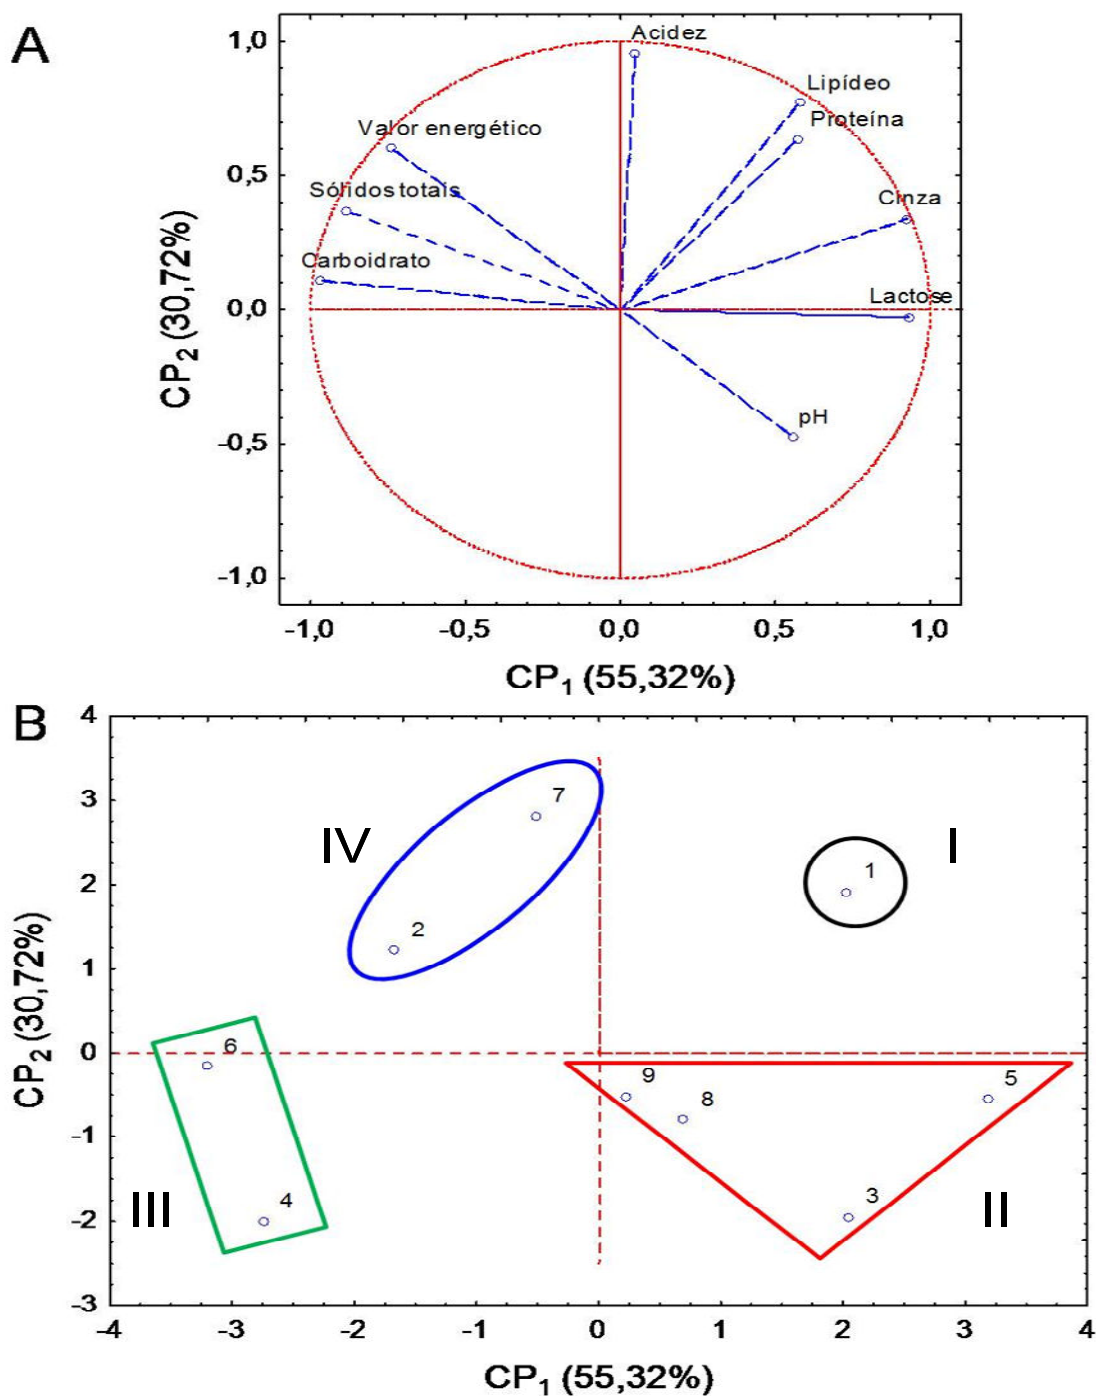 A
1,0
0,5
0,0
-0,5
-1,0
CP2 (30,72%)
Acidez
Lipídeo
Proteína
Valor energético
Sólidos totais
Cinza
Carboidrato
Lactose
pH
-1,0 -0,5 0,0 0,5 1,0
CP1 (55,32%)
B
4
3
2
1
0
-1
-2
-3
CP2 (30,72%)
7
IV
I
1
2
6
9
8
5
4
3
III
II
-4 -3 -2 -1 0 1 2 3 4
CP1 (55,32%)